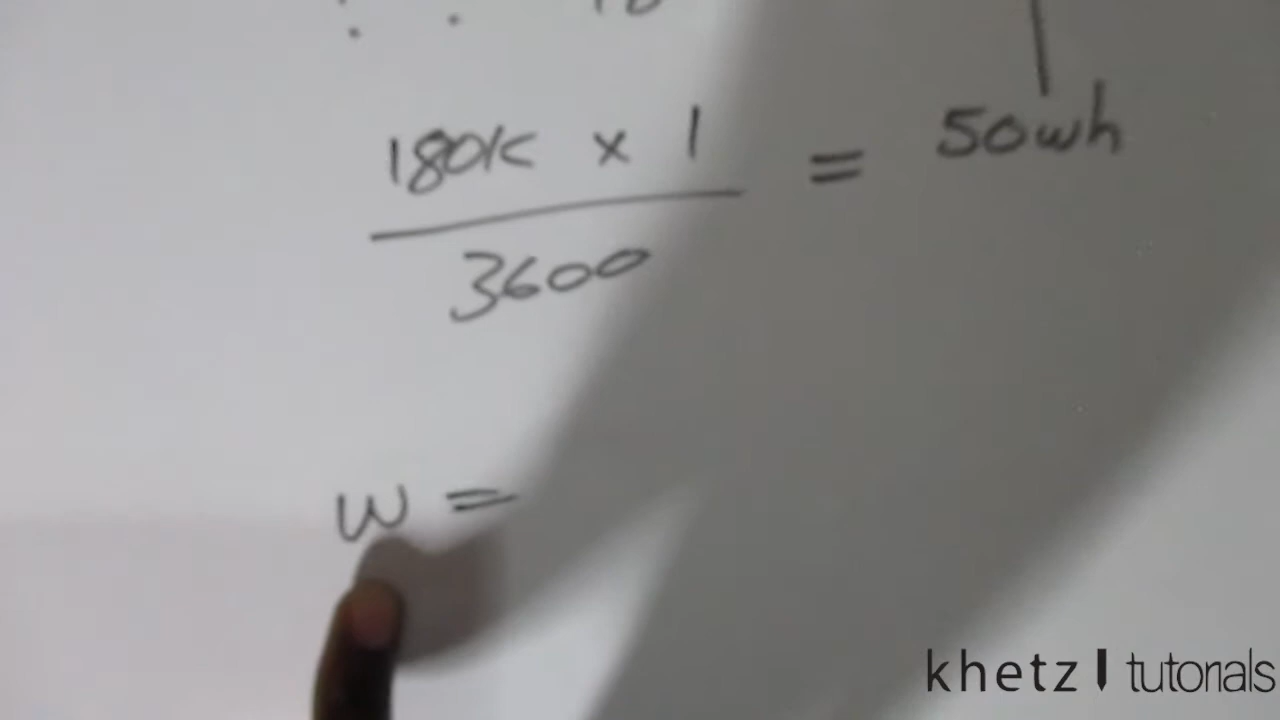 180K x 1 = 50wh
3600
w =
khetz tutorials